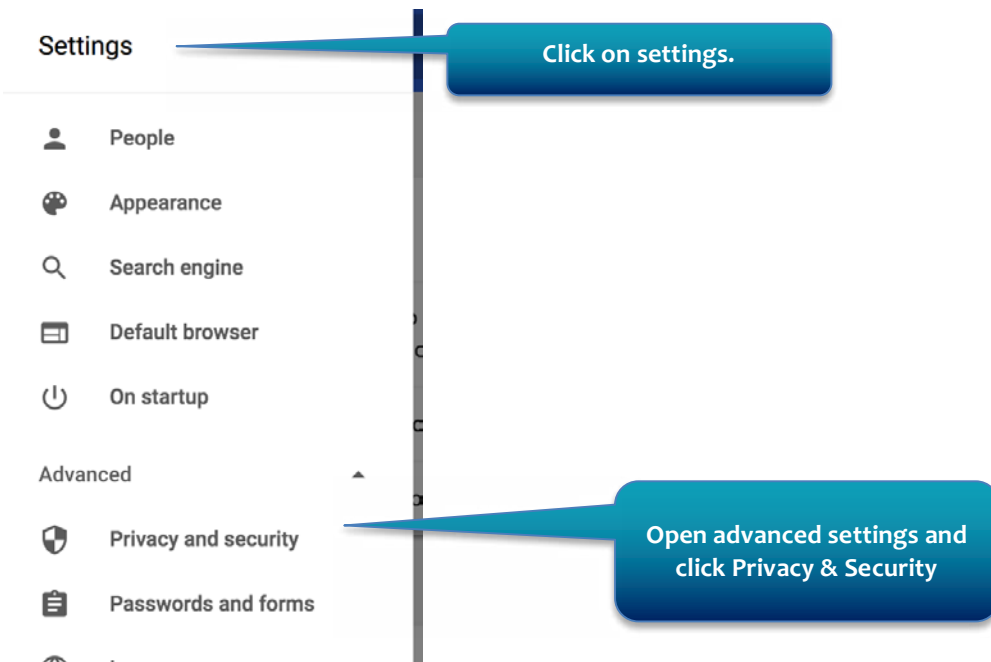 Settings
Click on settings.
People
Appearance
Search engine
Default browser
On startup
Advanced
Privacy and security
Open advanced settings and
click Privacy & Security
Passwords and forms